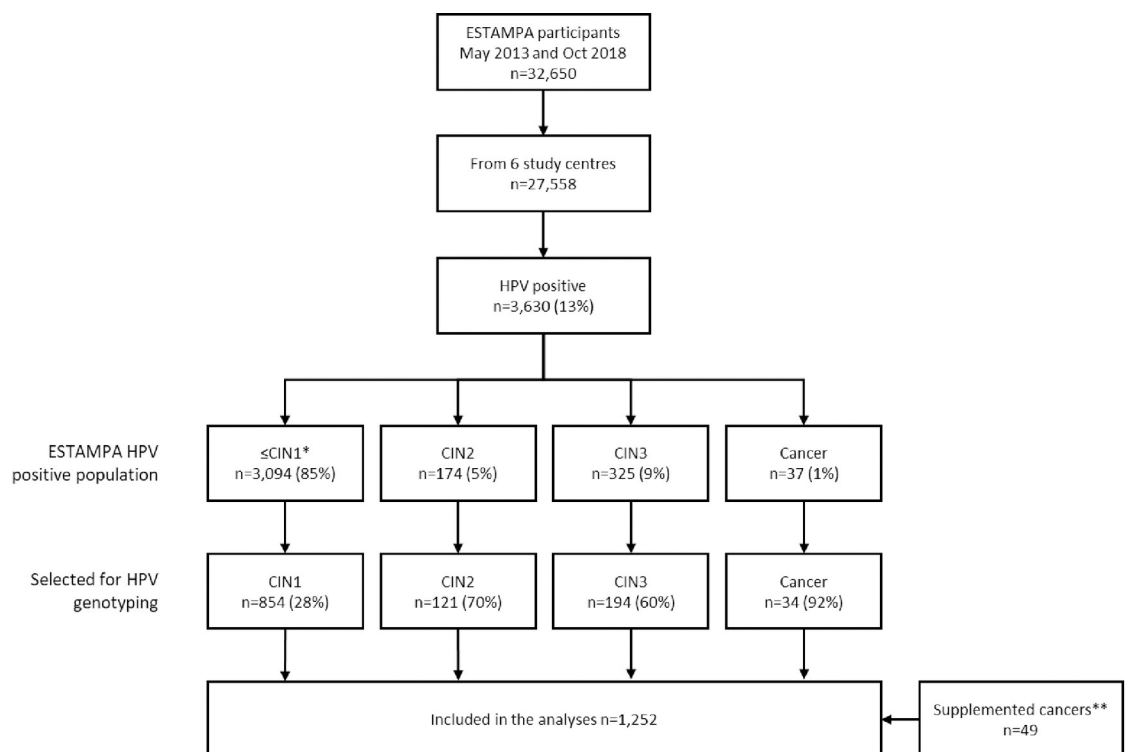 ESTAMPA participants
May 2013 and Oct 2018
n=32,650
From 6 study centres
n=27,558
HPV positive
n=3,630 (13%)
ESTAMPA HPV
positive population
≤CIN1*
n=3,094 (85%)
CIN2
n=174 (5%)
CIN3
n=325 (9%)
Cancer
n=37 (1%)
Selected for HPV
genotyping
CIN1
n=854 (28%)
CIN2
n=121 (70%)
CIN3
n=194 (60%)
Cancer
n=34 (92%)
Included in the analyses n=1,252
Supplemented cancers**
n=49